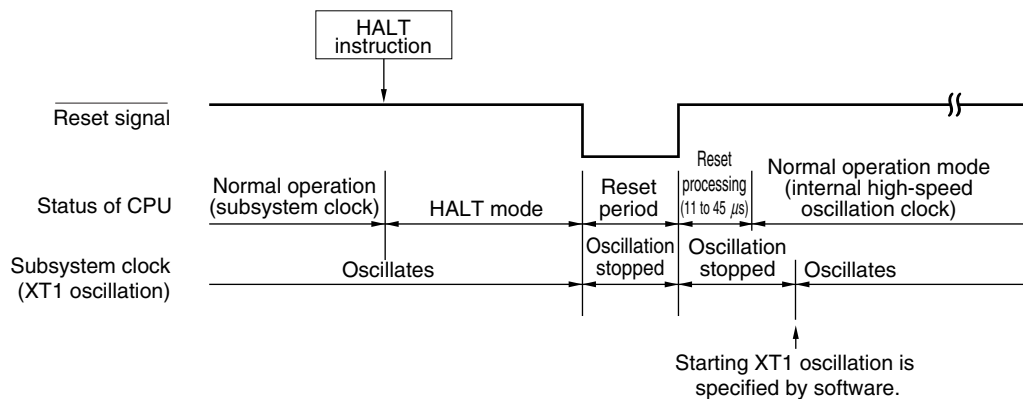 HALT
instruction
Reset signal
Status of CPU
Normal operation
(subsystem clock)
HALT mode
Reset
period
Reset
processing
(11 to 45 μs)
Normal operation mode
(internal high-speed
oscillation clock)
Subsystem clock
(XT1 oscillation)
Oscillates
Oscillation
stopped
Oscillation
stopped
Oscillates
Starting XT1 oscillation is
specified by software.